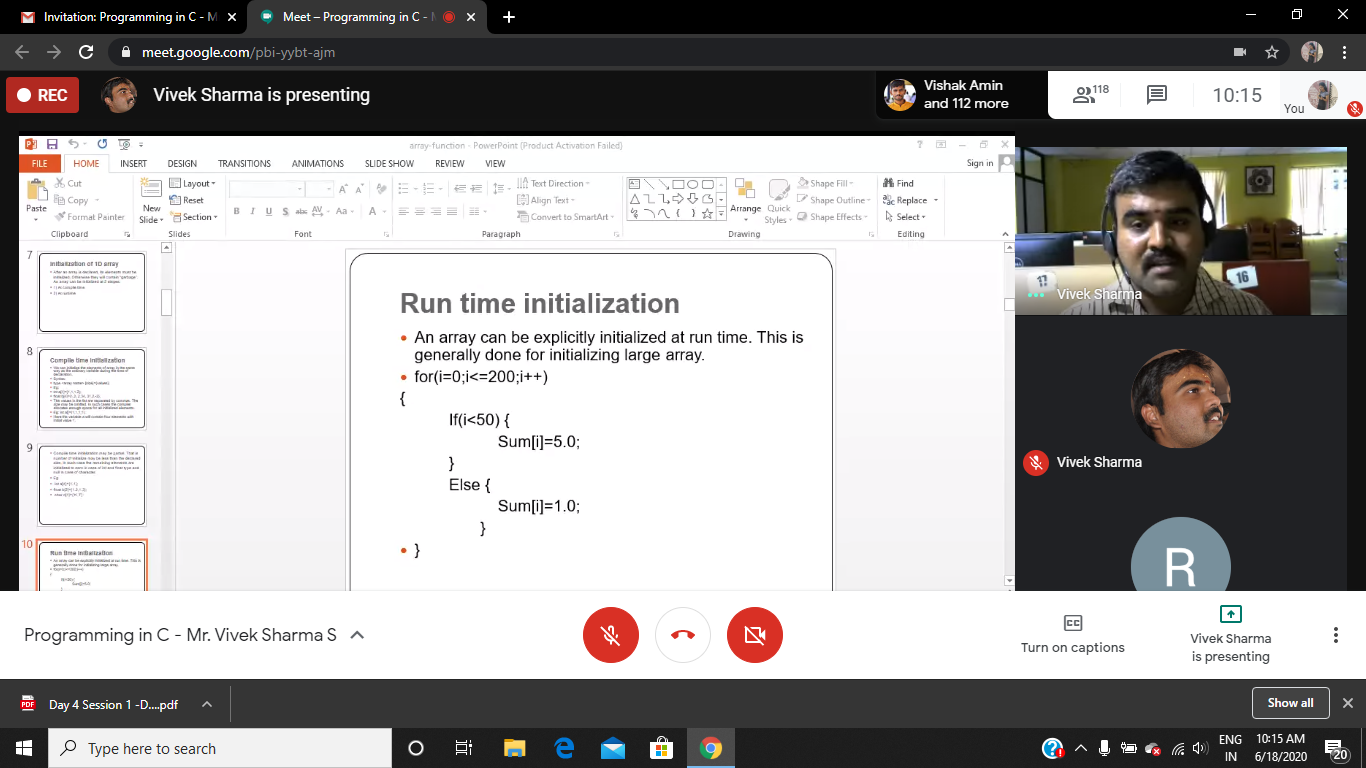 Invitation: Programming in C - M
Meet – Programming in C - M
meet.google.com/pbi-yybt-ajm
REC
Vivek Sharma is presenting
Vishak Amin
and 112 more
118
10:15
You
array-function - PowerPoint (Product Activation Failed)
FILE HOME INSERT DESIGN TRANSITIONS ANIMATIONS SLIDE SHOW REVIEW VIEW Sign in
Paste
Cut
Copy
Format Painter
Clipboard
New
Slide
Layout
Reset
Section
Slides
B I U S abc AV Aa A
Font
Text Direction
Align Text
Convert to SmartArt
Paragraph
Arrange
Quick
Styles
Shape Fill
Shape Outline
Shape Effects
Drawing
Find
Replace
Select
Editing
7
Initialization of 1D array
8
Compile time initialization
9
10
Run time initialization
Run time initialization
• An array can be explicitly initialized at run time. This is
generally done for initializing large array.
• for(i=0;i<=200;i++)
{
If(i<50) {
Sum[i]=5.0;
}
Else {
Sum[i]=1.0;
}
• }
17
16
Vivek Sharma
Vivek Sharma
R
Programming in C - Mr. Vivek Sharma S
Turn on captions
Vivek Sharma
is presenting
PDF
Day 4 Session 1 -D....pdf
Show all
Type here to search
ENG
IN
10:15 AM
6/18/2020
20